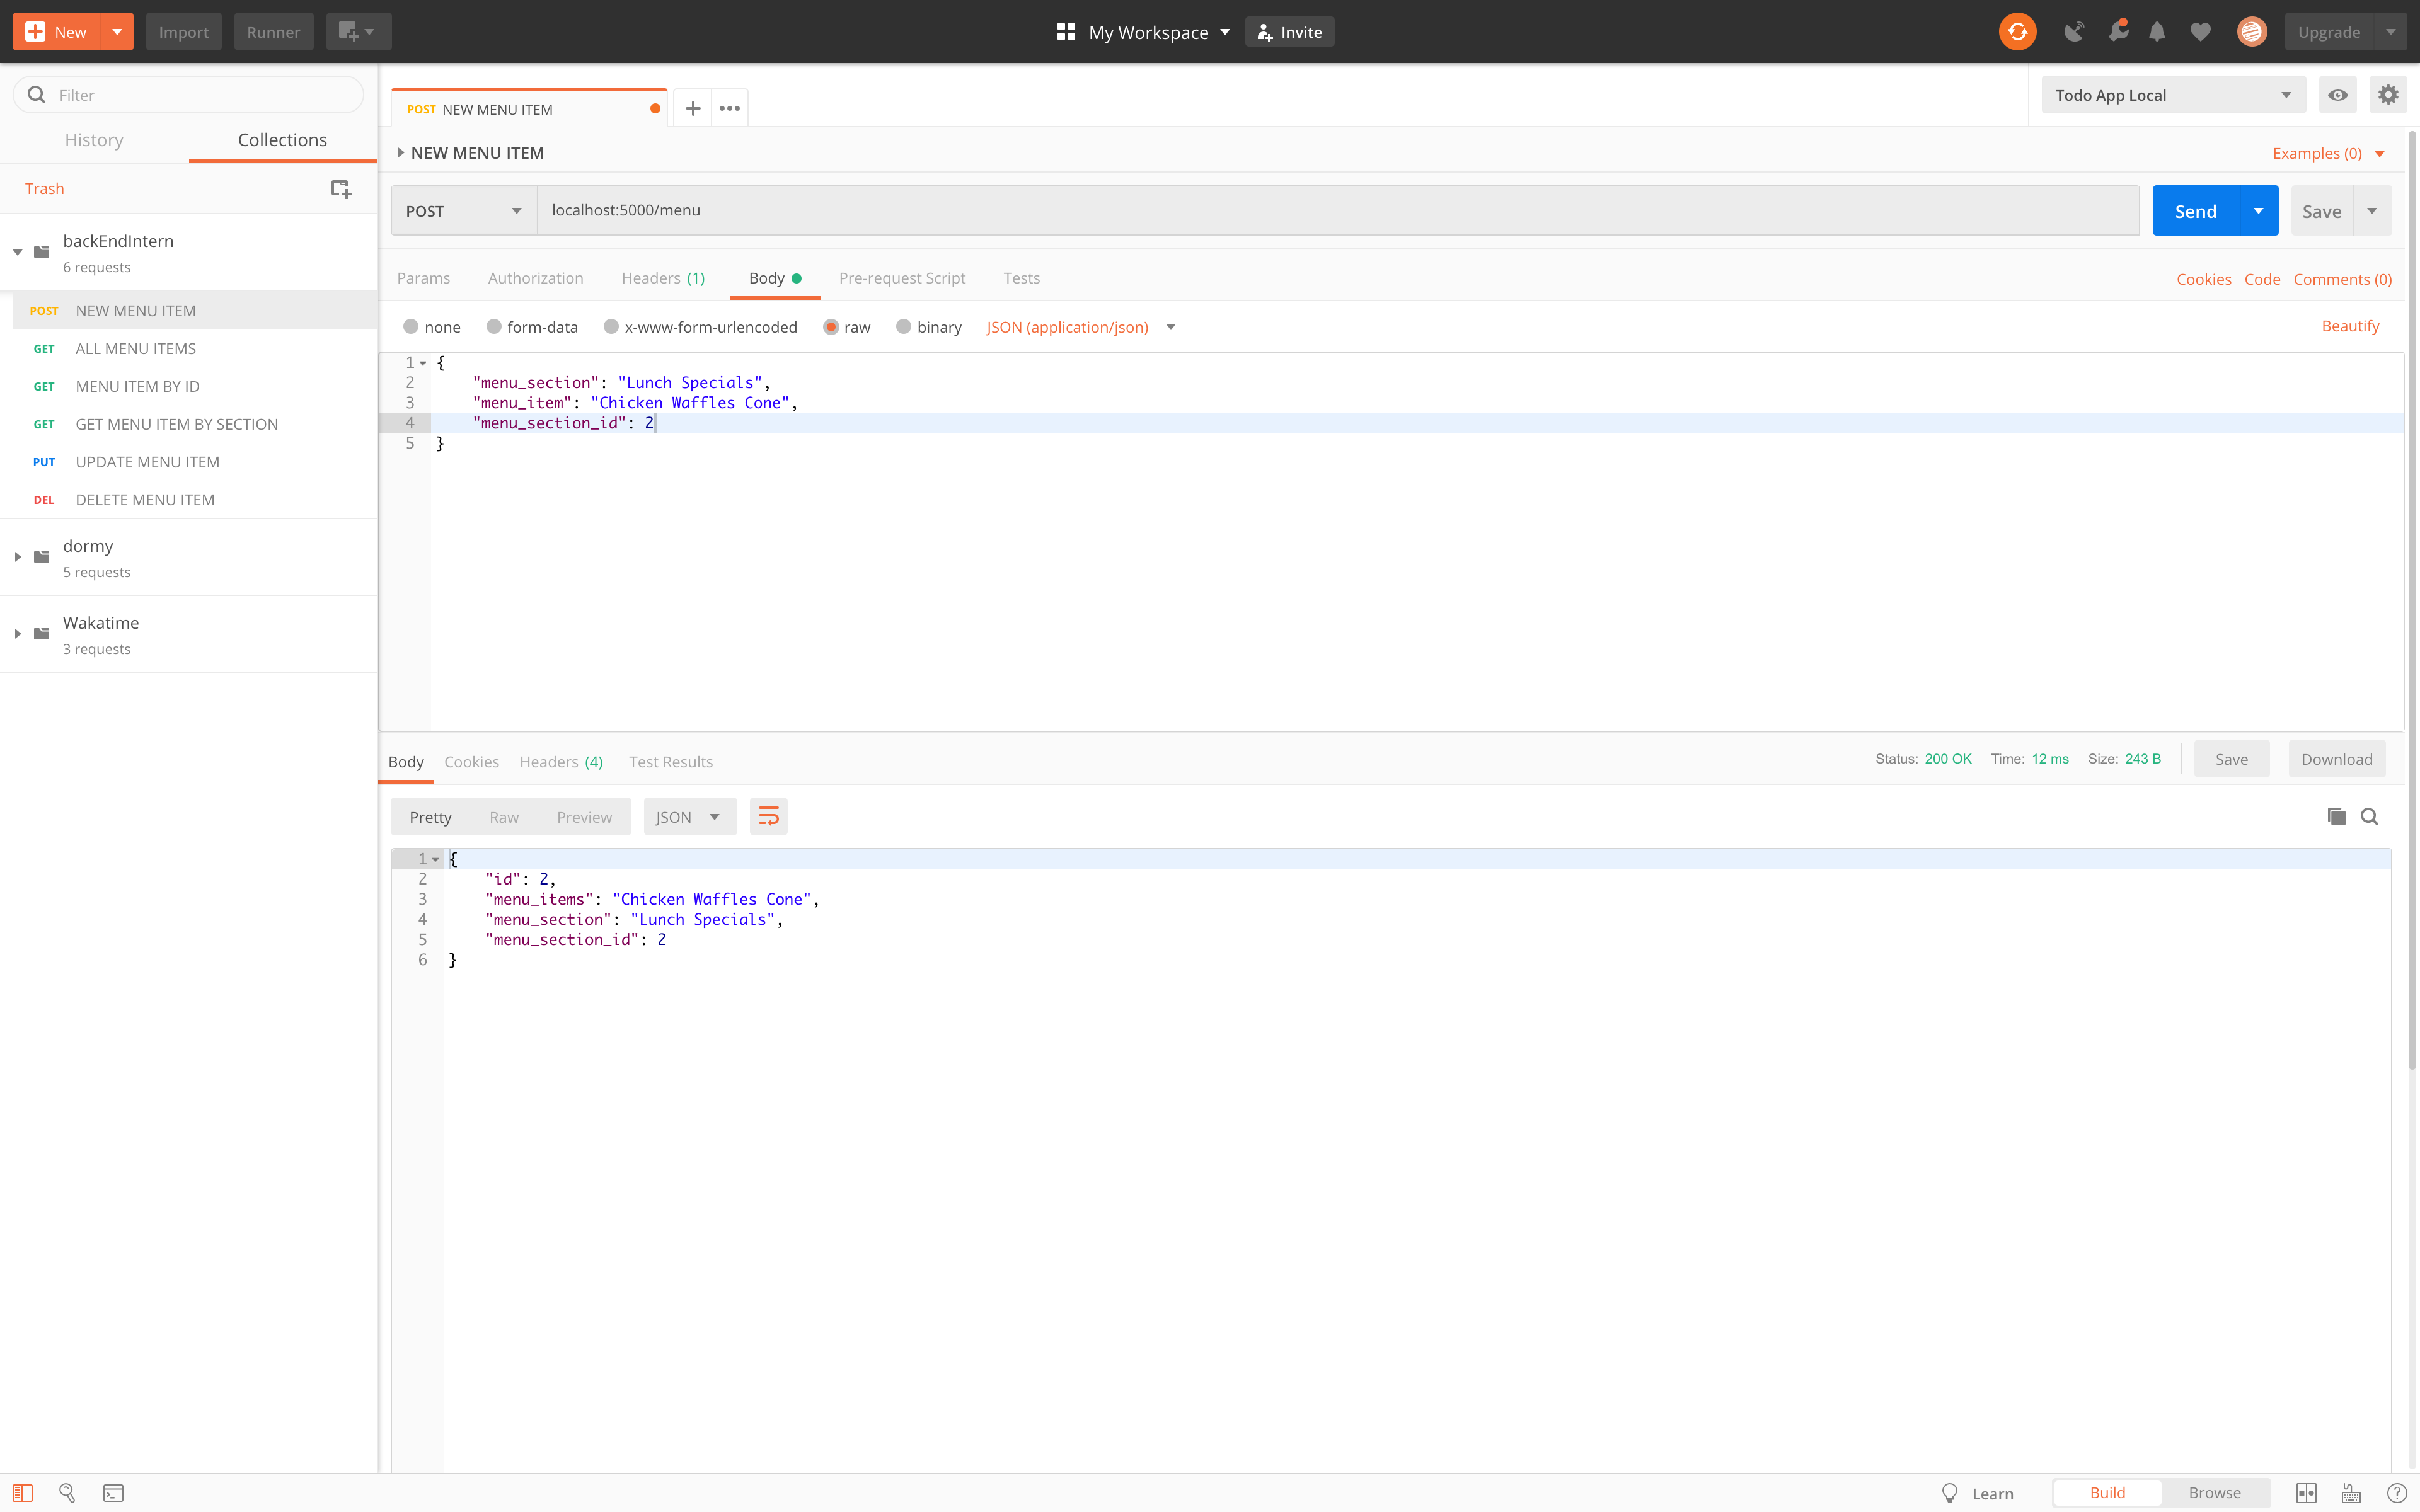 New Import Runner My Workspace Invite Upgrade
Filter
History Collections
Trash
backEndIntern
6 requests
POST NEW MENU ITEM
GET ALL MENU ITEMS
GET MENU ITEM BY ID
GET GET MENU ITEM BY SECTION
PUT UPDATE MENU ITEM
DEL DELETE MENU ITEM
dormy
5 requests
Wakatime
3 requests
POST NEW MENU ITEM
Todo App Local
NEW MENU ITEM Examples (0)
POST localhost:5000/menu Send Save
Params Authorization Headers (1) Body Pre-request Script Tests Cookies Code Comments (0)
none form-data x-www-form-urlencoded raw binary JSON (application/json) Beautify
1 {
2 "menu_section": "Lunch Specials",
3 "menu_item": "Chicken Waffles Cone",
4 "menu_section_id": 2
5 }
Body Cookies Headers (4) Test Results Status: 200 OK Time: 12 ms Size: 243 B Save Download
Pretty Raw Preview JSON
1 {
2 "id": 2,
3 "menu_items": "Chicken Waffles Cone",
4 "menu_section": "Lunch Specials",
5 "menu_section_id": 2
6 }
Learn Build Browse